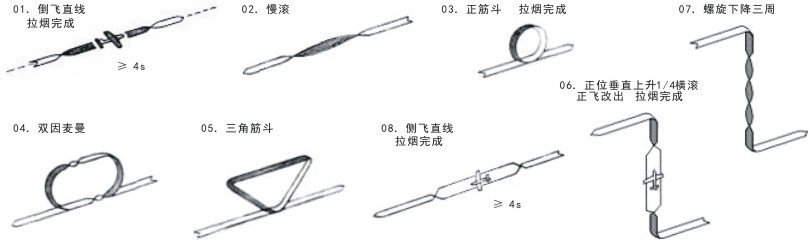 01. 倒飞直线
拉烟完成
≥ 4s
02. 慢滚
03. 正筋斗 拉烟完成
07. 螺旋下降三周
06. 正位垂直上升1/4横滚
正飞改出 拉烟完成
04. 双因麦曼
05. 三角筋斗
08. 侧飞直线
拉烟完成
≥ 4s